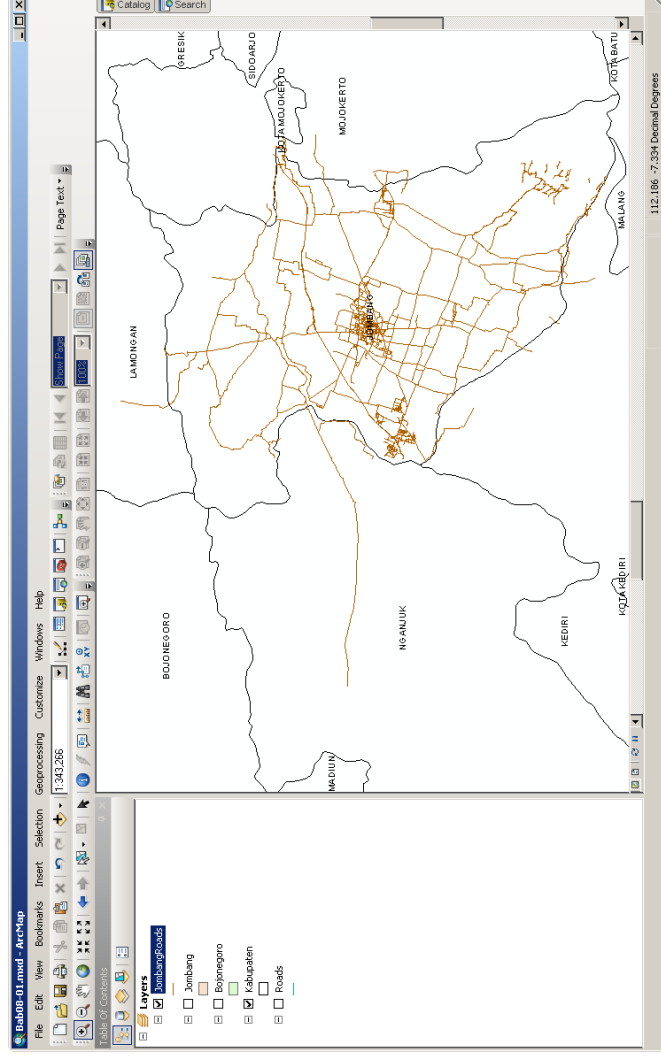 Bab08-01.mxd - ArcMap
File Edit View Bookmarks Insert Selection Geoprocessing Customize Windows Help
1:343,266
Show Page
Page Text
100%
Table Of Contents
Layers
JombangRoads
Jombang
Bojonegoro
Kabupaten
Roads
Catalog
Search
LAMONGAN
GRESIK
SIDOARJO
BOJONEGORO
KOTA MOJOKERTO
MOJOKERTO
MADIUN
JOMBANG
NGANJUK
KEDIRI
KOTA KEDIRI
MALANG
KOTA BATU
112.186 -7.334 Decimal Degrees